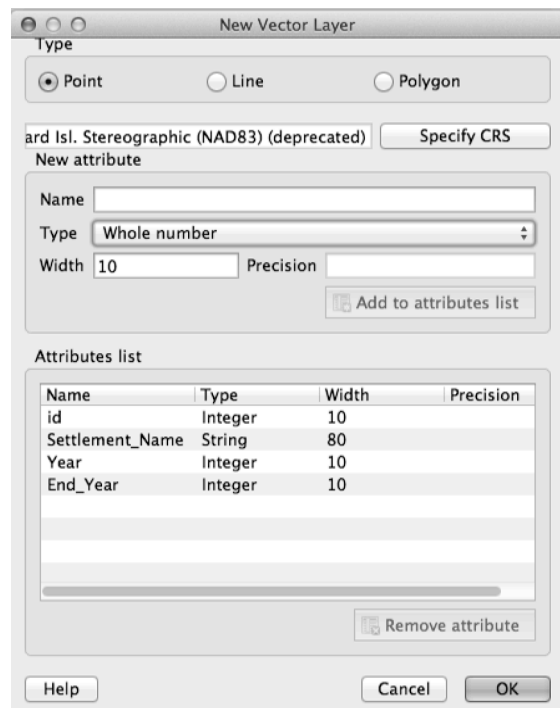 New Vector Layer
Type
Point Line Polygon
ard Isl. Stereographic (NAD83) (deprecated) Specify CRS
New attribute
Name
Type Whole number
Width 10 Precision
Add to attributes list
Attributes list
Name Type Width Precision
id Integer 10
Settlement_Name String 80
Year Integer 10
End_Year Integer 10
Remove attribute
Help Cancel OK